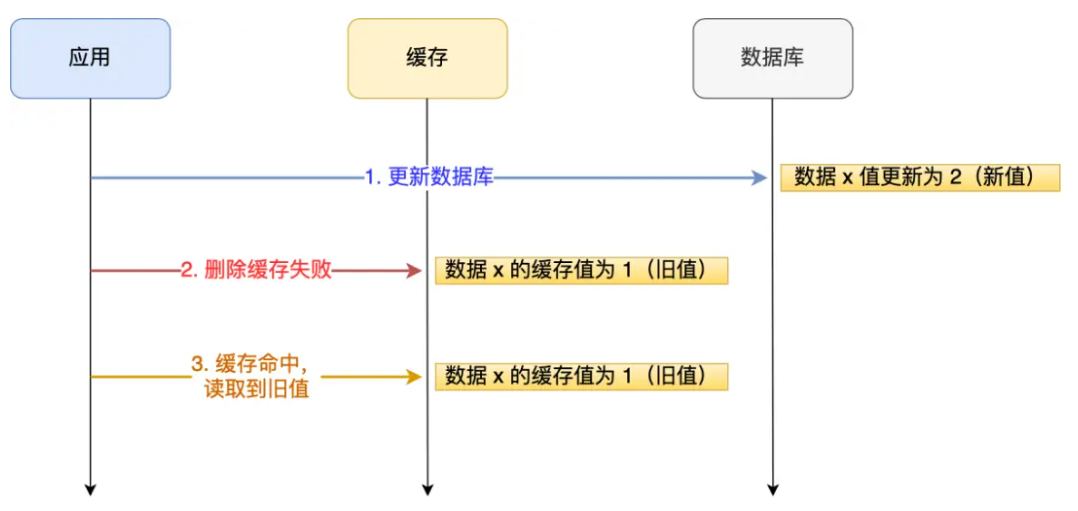 应用
缓存
数据库
1. 更新数据库
数据 x 值更新为 2（新值）
2. 删除缓存失败
数据 x 的缓存值为 1（旧值）
3. 缓存命中，
读取到旧值
数据 x 的缓存值为 1（旧值）